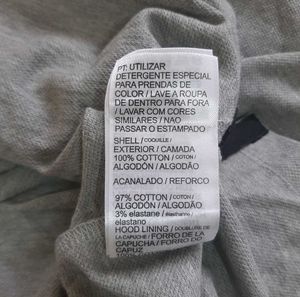 PT: UTILIZAR
DETERGENTE ESPECIAL
PARA PRENDAS DE
COLOR / LAVE A ROUPA
DE DENTRO PARA FORA
/ LAVAR COM CORES
SIMILARES / NAO
PASSAR O ESTAMPADO
SHELL / COQUILLE /
EXTERIOR / CAMADA
100% COTTON / COTON /
ALGODÓN / ALGODÃO
ACANALADO / REFORCO
97% COTTON / COTON /
ALGODÓN / ALGODÃO
3% elastane / élasthanne /
elastano / elastano
HOOD LINING / DOUBLURE DE
LA CAPUCHE / FORRO DE LA
CAPUCHA / FORRO DO
CAPUZ